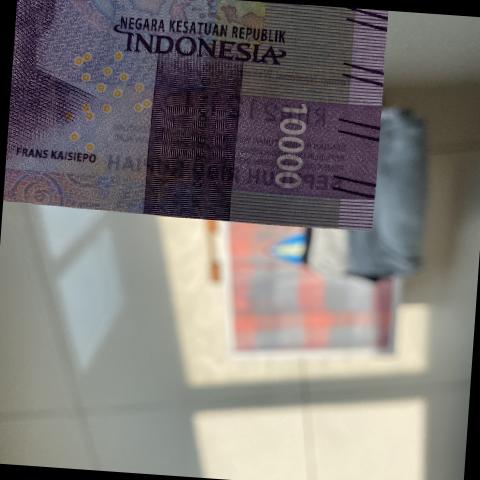 NEGARA KESATUAN REPUBLIK
INDONESIA
10000
FRANS KAISIEPO